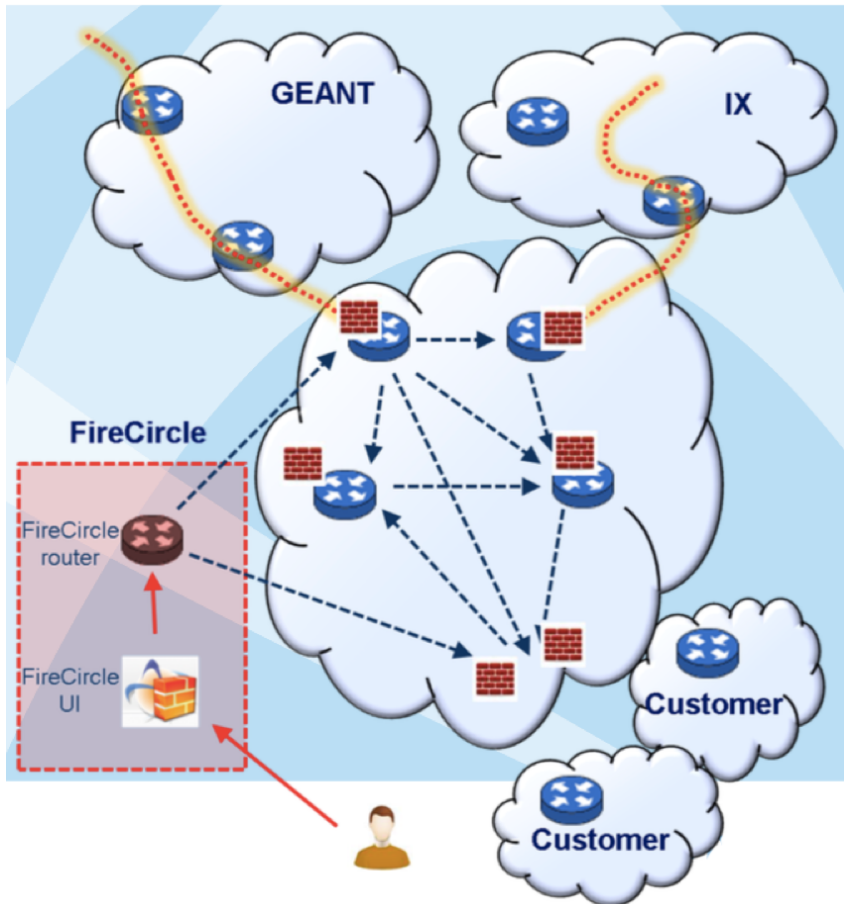 GEANT
IX
FireCircle
FireCircle
router
FireCircle
UI
Customer
Customer